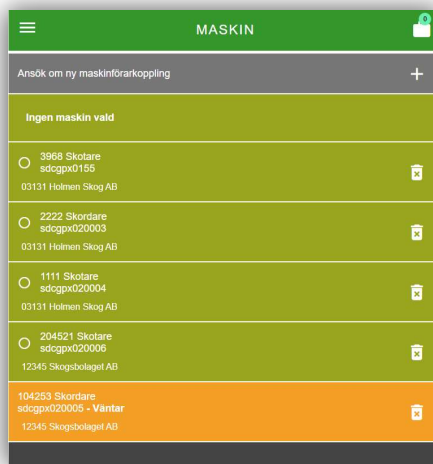 MASKIN
0
Ansök om ny maskinförarkoppling
Ingen maskin vald
3968 Skotare
sdcgpx0155
03131 Holmen Skog AB
2222 Skordare
sdcgpx020003
03131 Holmen Skog AB
1111 Skotare
sdcgpx020004
03131 Holmen Skog AB
204521 Skotare
sdcgpx020006
12345 Skogsbolaget AB
104253 Skordare
sdcgpx020005 - Väntar
12345 Skogsbolaget AB